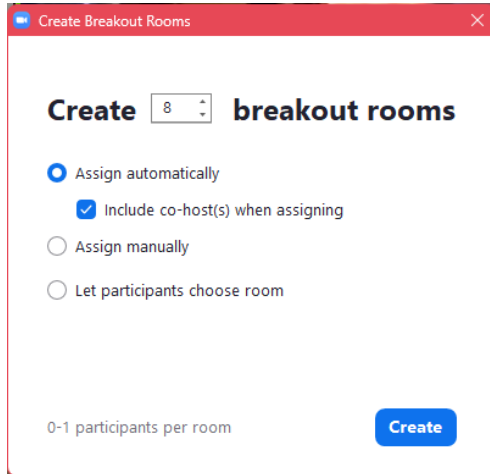 Create Breakout Rooms
Create 8 breakout rooms
Assign automatically
Include co-host(s) when assigning
Assign manually
Let participants choose room
0-1 participants per room Create